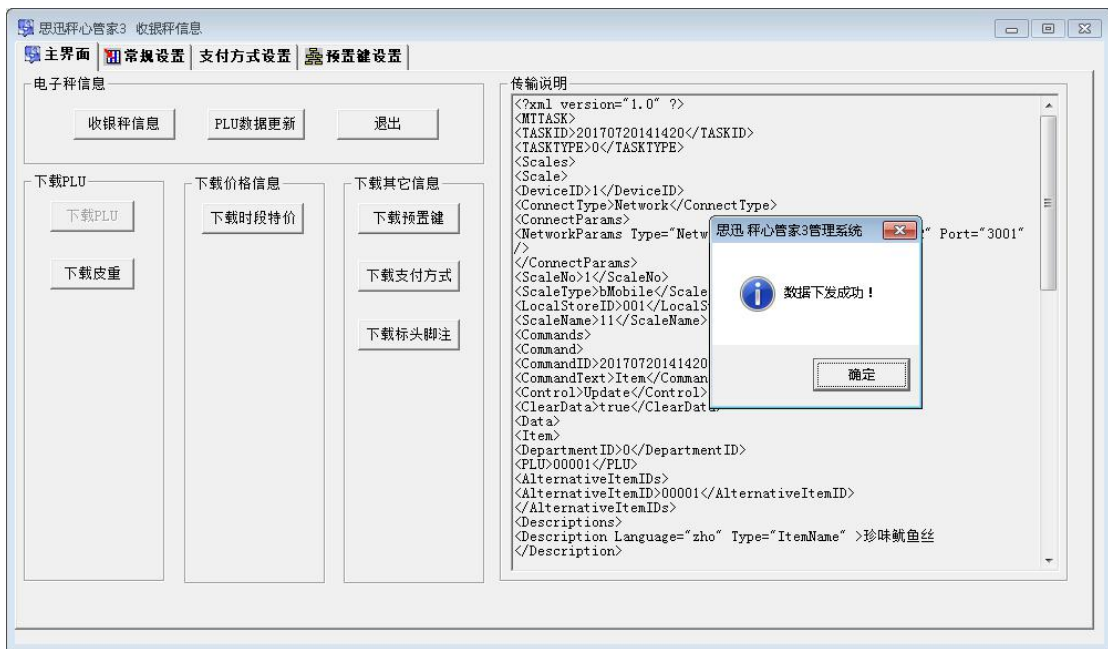 思迅秤心管家3 收银秤信息
主界面 常规设置 支付方式设置 预置键设置
电子秤信息
收银秤信息 PLU数据更新 退出
下载PLU
下载PLU
下载皮重
下载价格信息
下载时段特价
下载其它信息
下载预置键
下载支付方式
下载标头脚注
传输说明
<?xml version="1.0" ?>
<MTTASK>
<TASKID>20170720141420</TASKID>
<TASKTYPE>0</TASKTYPE>
<Scales>
<Scale>
<DeviceID>1</DeviceID>
<ConnectType>Network</ConnectType>
<ConnectParams>
<NetworkParams Type="Netw " Port="3001"
/>
</ConnectParams>
<ScaleNo>1</ScaleNo>
<ScaleType>bMobile</Scale
<LocalStoreID>001</LocalS
<ScaleName>11</ScaleName>
<Commands>
<Command>
<CommandID>20170720141420
<CommandText>Item</Comman
<Control>Update</Control>
<ClearData>true</ClearData>
<Data>
<Item>
<DepartmentID>0</DepartmentID>
<PLU>00001</PLU>
<AlternativeItemIDs>
<AlternativeItemID>00001</AlternativeItemID>
</AlternativeItemIDs>
<Descriptions>
<Description Language="zho" Type="ItemName" >珍味鱿鱼丝
</Description>
思迅 秤心管家3管理系统
数据下发成功！
确定